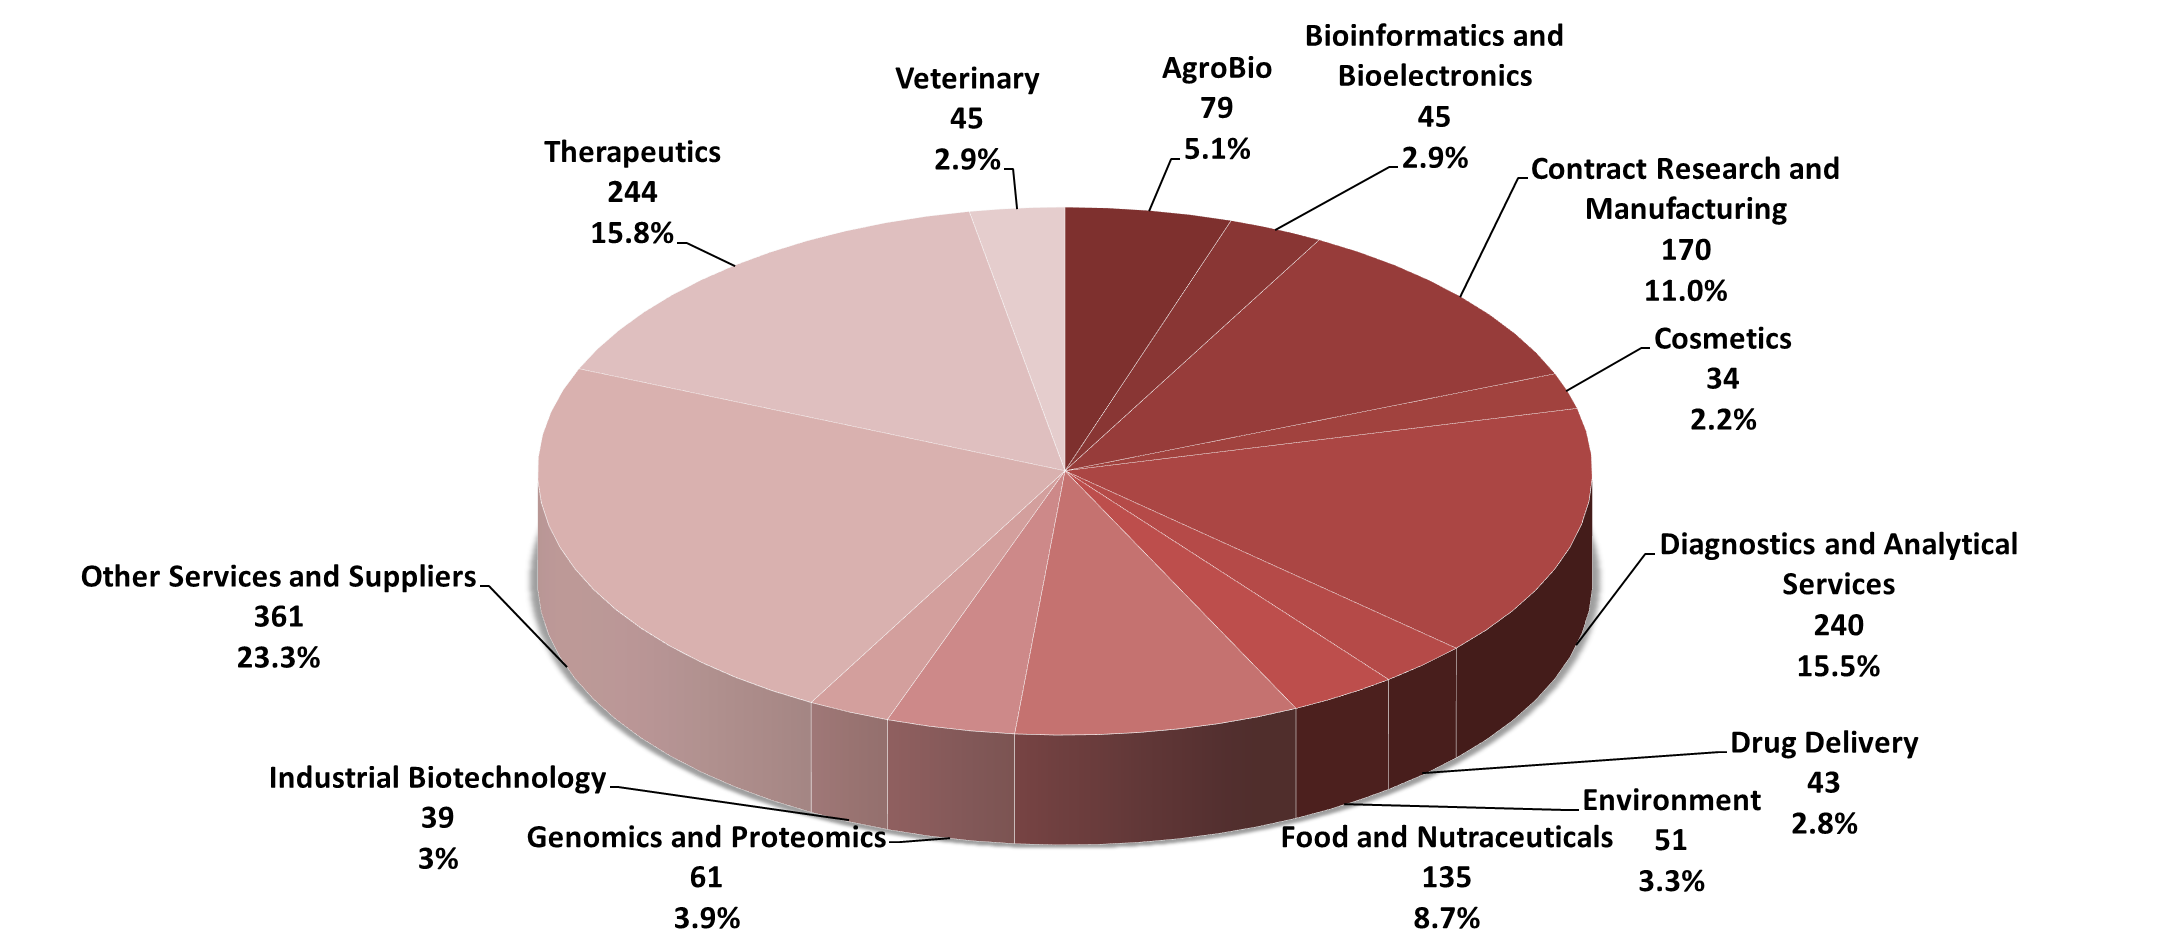 Bioinformatics and
Bioelectronics
45
2.9%
AgroBio
79
5.1%
Veterinary
45
2.9%
Therapeutics
244
15.8%
Contract Research and
Manufacturing
170
11.0%
Cosmetics
34
2.2%
Diagnostics and Analytical
Services
240
15.5%
Other Services and Suppliers
361
23.3%
Drug Delivery
43
2.8%
Environment
51
3.3%
Industrial Biotechnology
39
3%
Genomics and Proteomics
61
3.9%
Food and Nutraceuticals
135
8.7%